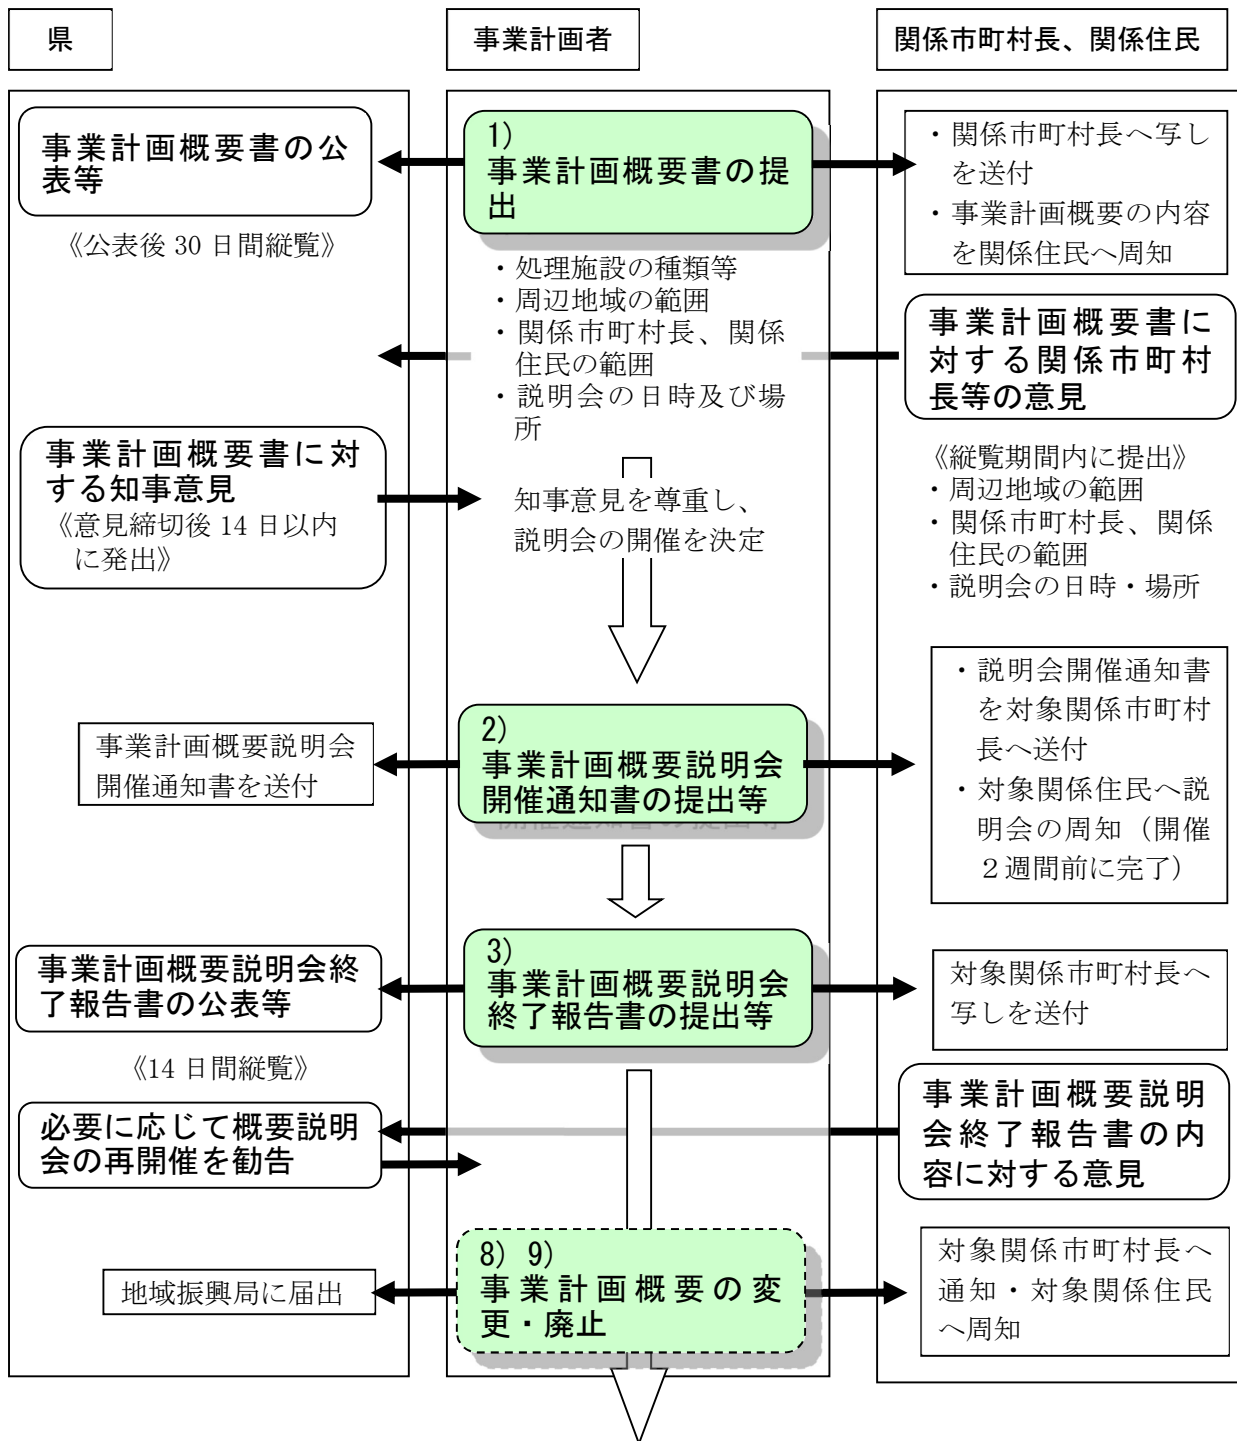 県
事業計画者
関係市町村長、関係住民
事業計画概要書の公
表等
《公表後 30 日間縦覧》
1)
事業計画概要書の提
出
・処理施設の種類等
・周辺地域の範囲
・関係市町村長、関係
住民の範囲
・説明会の日時及び場
所
・関係市町村長へ写し
を送付
・事業計画概要の内容
を関係住民へ周知
事業計画概要書に
対する関係市町村
長等の意見
《縦覧期間内に提出》
・周辺地域の範囲
・関係市町村長、関係
住民の範囲
・説明会の日時・場所
事業計画概要書に対
する知事意見
《意見締切後 14 日以内
に発出》
知事意見を尊重し、
説明会の開催を決定
事業計画概要説明会
開催通知書を送付
2)
事業計画概要説明会
開催通知書の提出等
・説明会開催通知書
を対象関係市町村
長へ送付
・対象関係住民へ説
明会の周知（開催
２週間前に完了）
事業計画概要説明会終
了報告書の公表等
《14 日間縦覧》
3)
事業計画概要説明会
終了報告書の提出等
対象関係市町村長へ
写しを送付
必要に応じて概要説明
会の再開催を勧告
事業計画概要説明
会終了報告書の内
容に対する意見
地域振興局に届出
8) 9)
事業計画概要の変
更・廃止
対象関係市町村長へ
通知・対象関係住民
へ周知